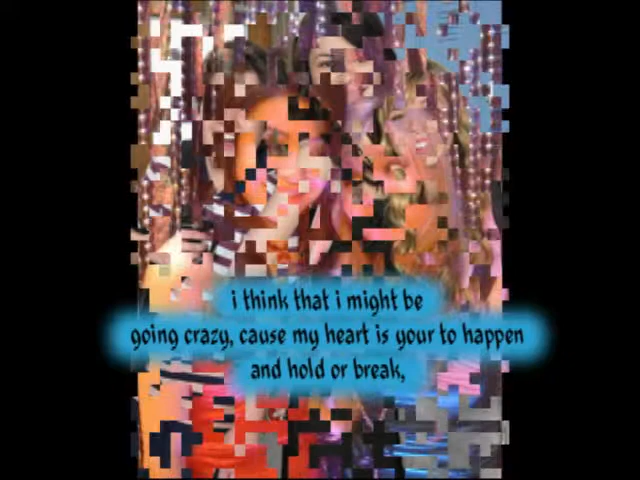 i think that i might be
going crazy, cause my heart is your to happen
and hold or break,